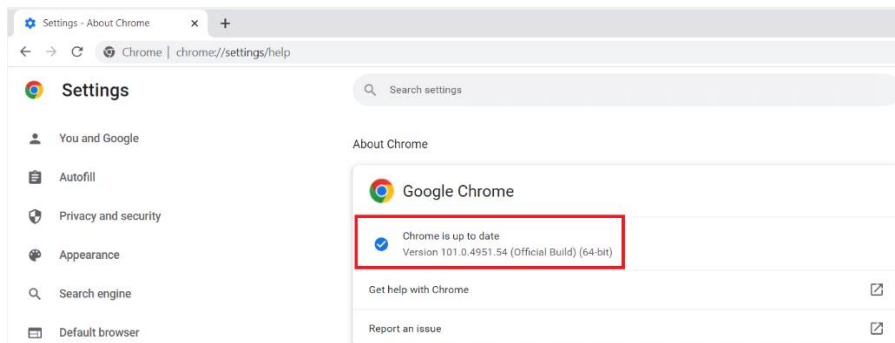 Settings - About Chrome
Chrome | chrome://settings/help
Settings
Search settings
You and Google
Autofill
Privacy and security
Appearance
Search engine
Default browser
About Chrome
Google Chrome
Chrome is up to date
Version 101.0.4951.54 (Official Build) (64-bit)
Get help with Chrome
Report an issue